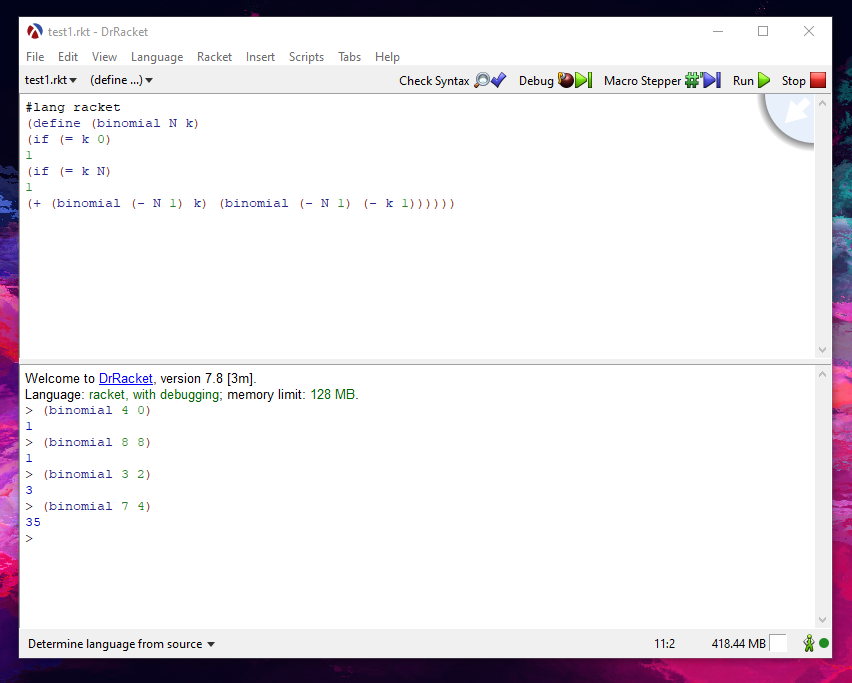 test1.rkt - DrRacket
File Edit View Language Racket Insert Scripts Tabs Help
test1.rkt (define ...) Check Syntax Debug Macro Stepper #' Run Stop
#lang racket
(define (binomial N k)
(if (= k 0)
1
(if (= k N)
1
(+ (binomial (- N 1) k) (binomial (- N 1) (- k 1))))))
Welcome to DrRacket, version 7.8 [3m].
Language: racket, with debugging; memory limit: 128 MB.
> (binomial 4 0)
1
> (binomial 8 8)
1
> (binomial 3 2)
3
> (binomial 7 4)
35
>
Determine language from source 11:2 418.44 MB